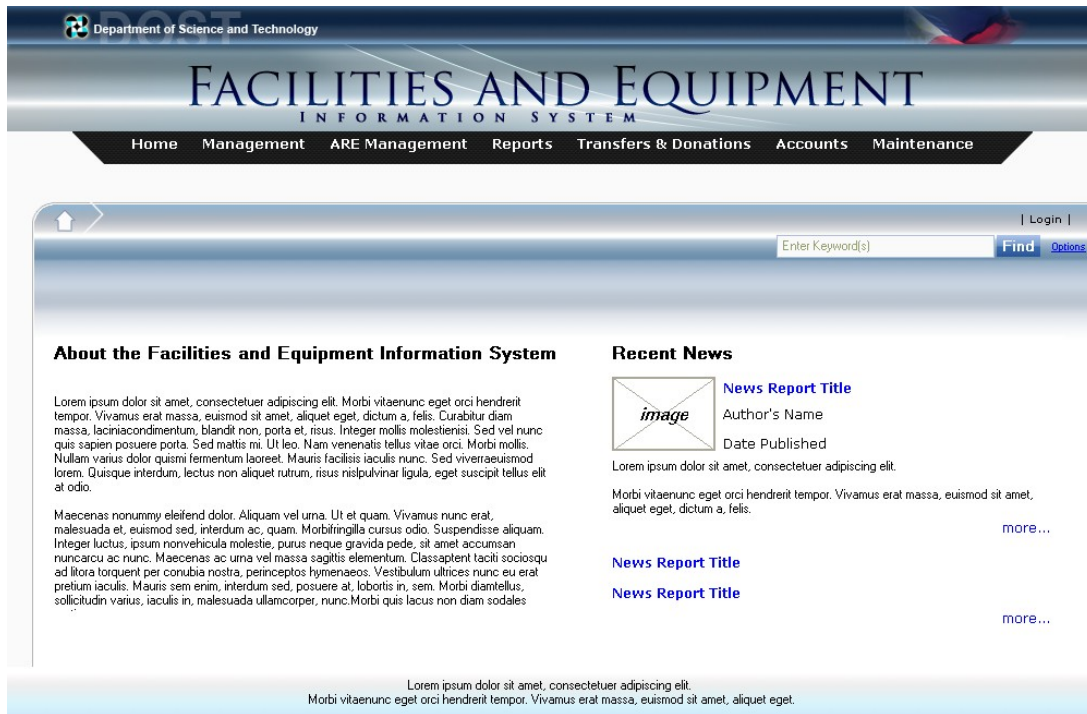 DOST
Department of Science and Technology
FACILITIES AND EQUIPMENT
INFORMATION SYSTEM
Home Management ARE Management Reports Transfers & Donations Accounts Maintenance
| Login |
Enter Keyword(s) Find Options
About the Facilities and Equipment Information System
Lorem ipsum dolor sit amet, consectetuer adipiscing elit. Morbi vitaenunc eget orci hendrerit
tempor. Vivamus erat massa, euismod sit amet, aliquet eget, dictum a, felis. Curabitur diam
massa, laciniacondimentum, blandit non, porta et, risus. Integer mollis molestienisi. Sed vel nunc
quis sapien posuere porta. Sed mattis mi. Ut leo. Nam venenatis tellus vitae orci. Morbi mollis.
Nullam varius dolor quismi fermentum laoreet. Mauris facilisis iaculis nunc. Sed viverraeuismod
lorem. Quisque interdum, lectus non aliquet rutrum, risus nislpulvinar ligula, eget suscipit tellus elit
at odio.
Maecenas nonummy eleifend dolor. Aliquam vel urna. Ut et quam. Vivamus nunc erat,
malesuada et, euismod sed, interdum ac, quam. Morbifringilla cursus odio. Suspendisse aliquam.
Integer luctus, ipsum nonvehicula molestie, purus neque gravida pede, sit amet accumsan
nuncarcu ac nunc. Maecenas ac urna vel massa sagittis elementum. Classaptent taciti sociosqu
ad litora torquent per conubia nostra, perinceptos hymenaeos. Vestibulum ultrices nunc eu erat
pretium iaculis. Mauris sem enim, interdum sed, posuere at, lobortis in, sem. Morbi diamtellus,
sollicitudin varius, iaculis in, malesuada ullamcorper, nunc.Morbi quis lacus non diam sodales
Recent News
image
News Report Title
Author's Name
Date Published
Lorem ipsum dolor sit amet, consectetuer adipiscing elit.
Morbi vitaenunc eget orci hendrerit tempor. Vivamus erat massa, euismod sit amet,
aliquet eget, dictum a, felis.
more...
News Report Title
News Report Title
more...
Lorem ipsum dolor sit amet, consectetuer adipiscing elit.
Morbi vitaenunc eget orci hendrerit tempor. Vivamus erat massa, euismod sit amet, aliquet eget.